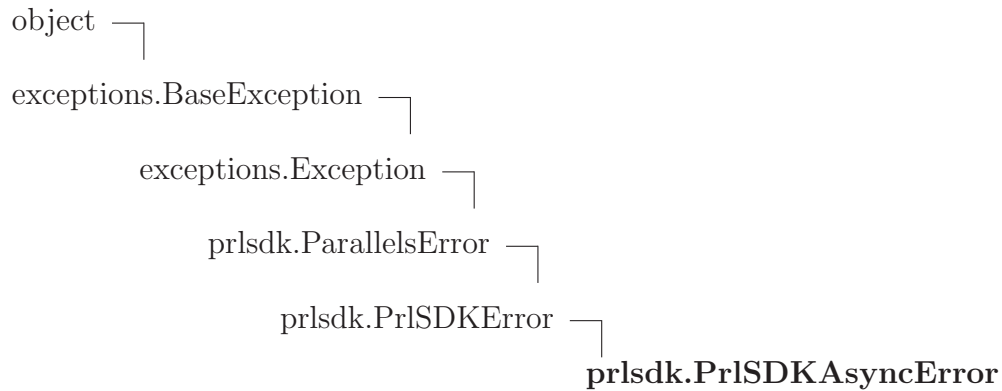 object
exceptions.BaseException
exceptions.Exception
prlsdk.ParallelsError
prlsdk.PrlSDKError
prlsdk.PrlSDKAsyncError